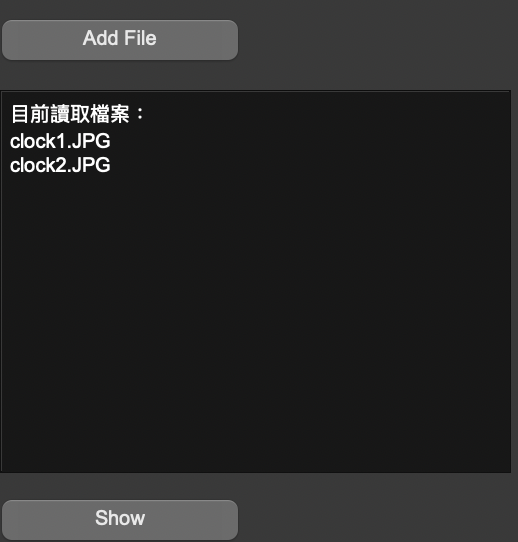 Add File
目前讀取檔案：
clock1.JPG
clock2.JPG
Show